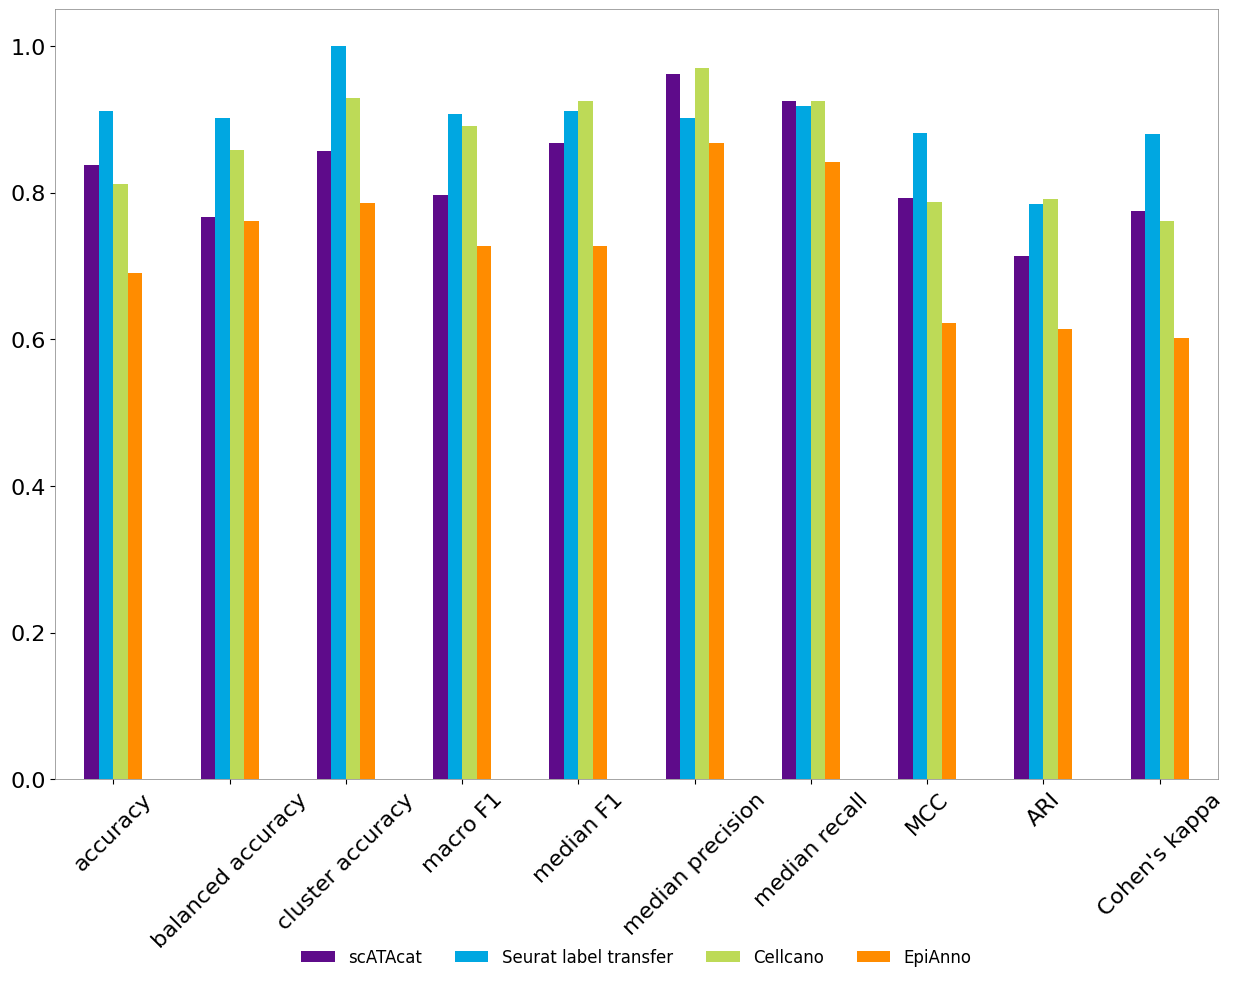 1.0
0.8
0.6
0.4
0.2
0.0
accuracy
balanced accuracy
cluster accuracy
macro F1
median F1
median precision
median recall
MCC
ARI
Cohen's kappa
scATAcat
Seurat label transfer
Cellcano
EpiAnno